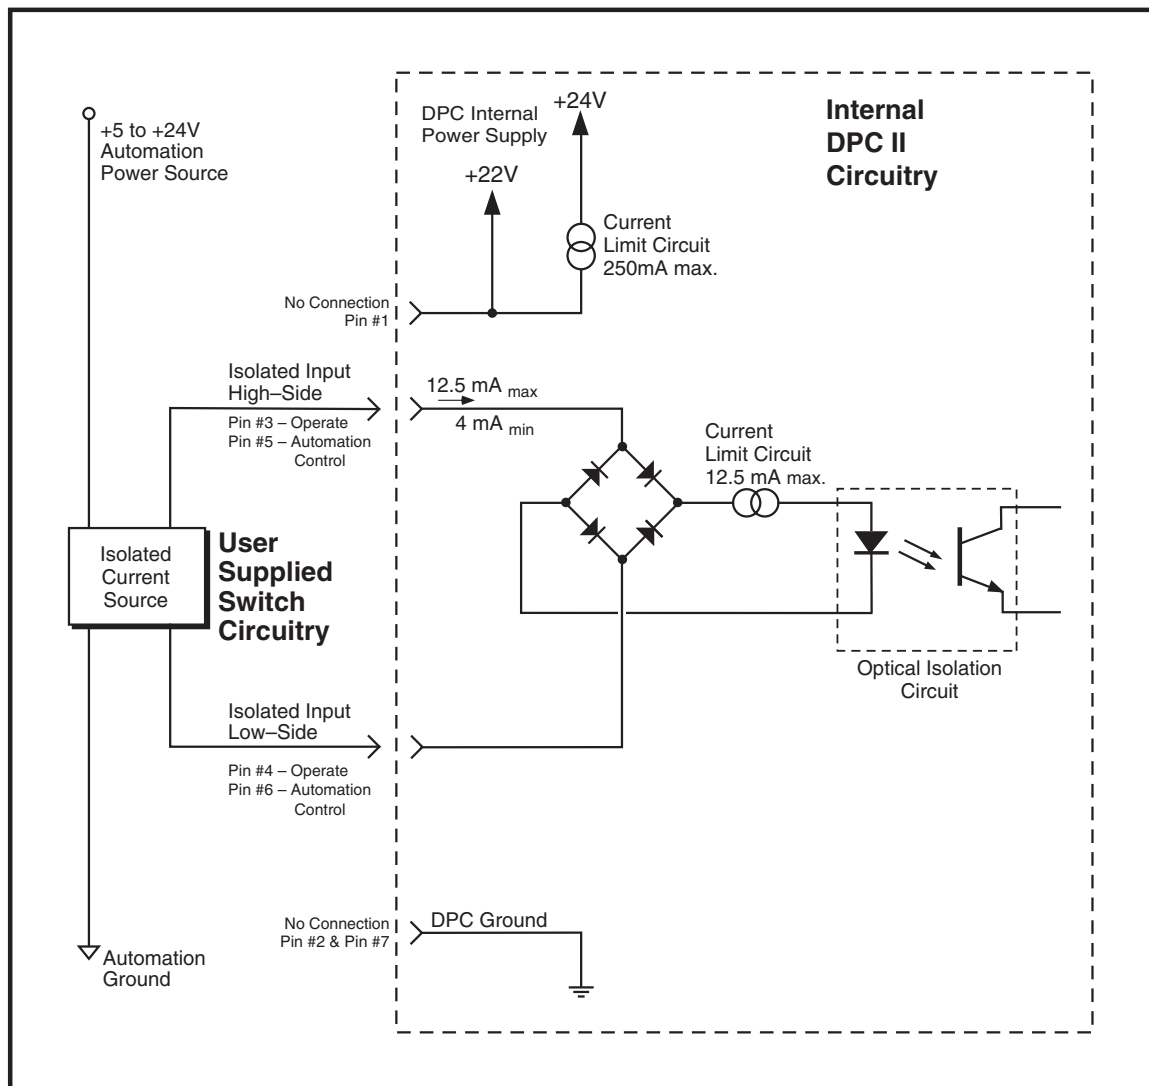 +5 to +24V
Automation
Power Source
DPC Internal
Power Supply
+24V
+22V
Internal
DPC II
Circuitry
Current
Limit Circuit
250mA max.
No Connection
Pin #1
Isolated Input
High–Side
Pin #3 – Operate
Pin #5 – Automation
Control
12.5 mA max
4 mA min
Current
Limit Circuit
12.5 mA max.
Isolated
Current
Source
User
Supplied
Switch
Circuitry
Optical Isolation
Circuit
Isolated Input
Low–Side
Pin #4 – Operate
Pin #6 – Automation
Control
No Connection
Pin #2 & Pin #7
DPC Ground
Automation
Ground